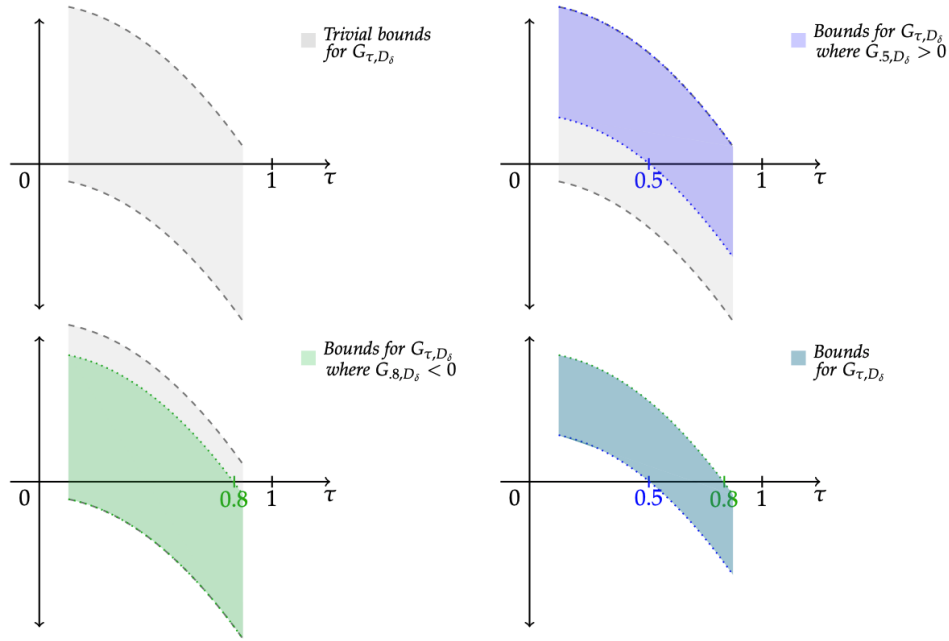 Trivial bounds
for G_{τ,D_δ}
0
1
τ
Bounds for G_{τ,D_δ}
where G_{.5,D_δ} > 0
0
0.5
1
τ
Bounds for G_{τ,D_δ}
where G_{.8,D_δ} < 0
0
0.8
1
τ
Bounds
for G_{τ,D_δ}
0
0.5
0.8
1
τ